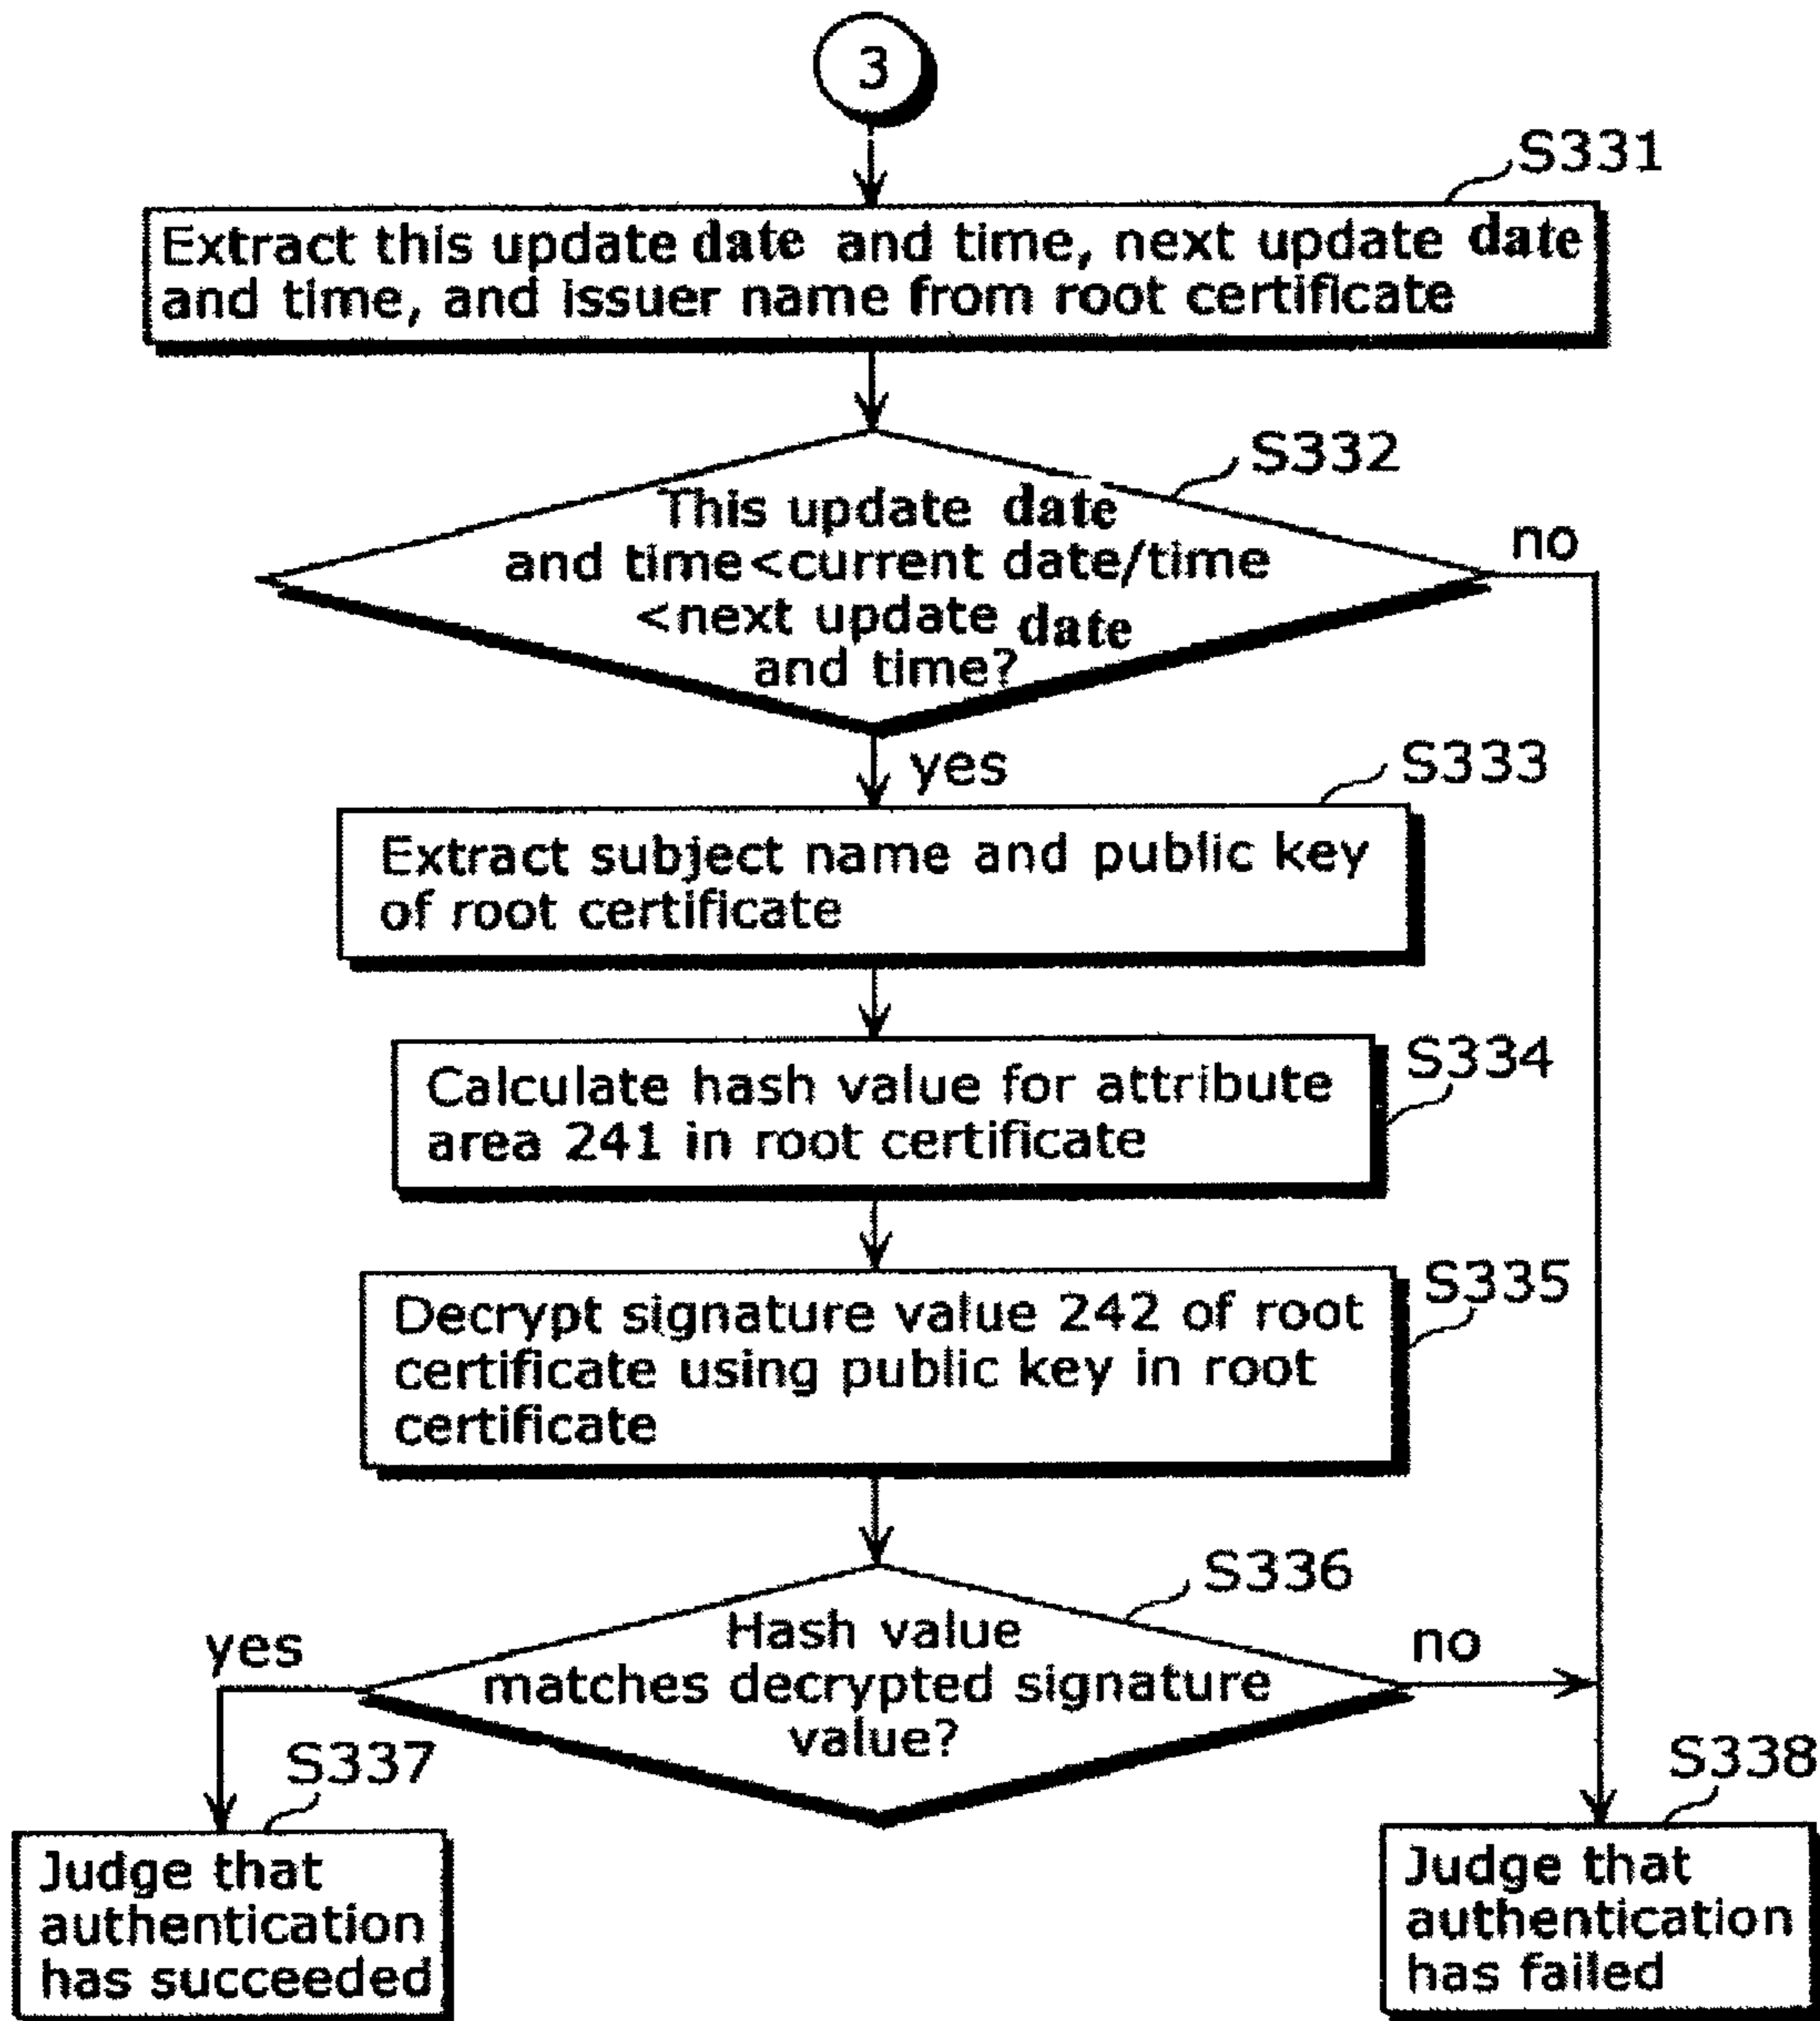 3
S331
Extract this update date and time, next update date
and time, and issuer name from root certificate
S332
This update date
and time<current date/time
<next update date
and time?
no
yes
S333
Extract subject name and public key
of root certificate
S334
Calculate hash value for attribute
area 241 in root certificate
S335
Decrypt signature value 242 of root
certificate using public key in root
certificate
S336
Hash value
matches decrypted signature
value?
yes
no
S337
Judge that
authentication
has succeeded
S338
Judge that
authentication
has failed